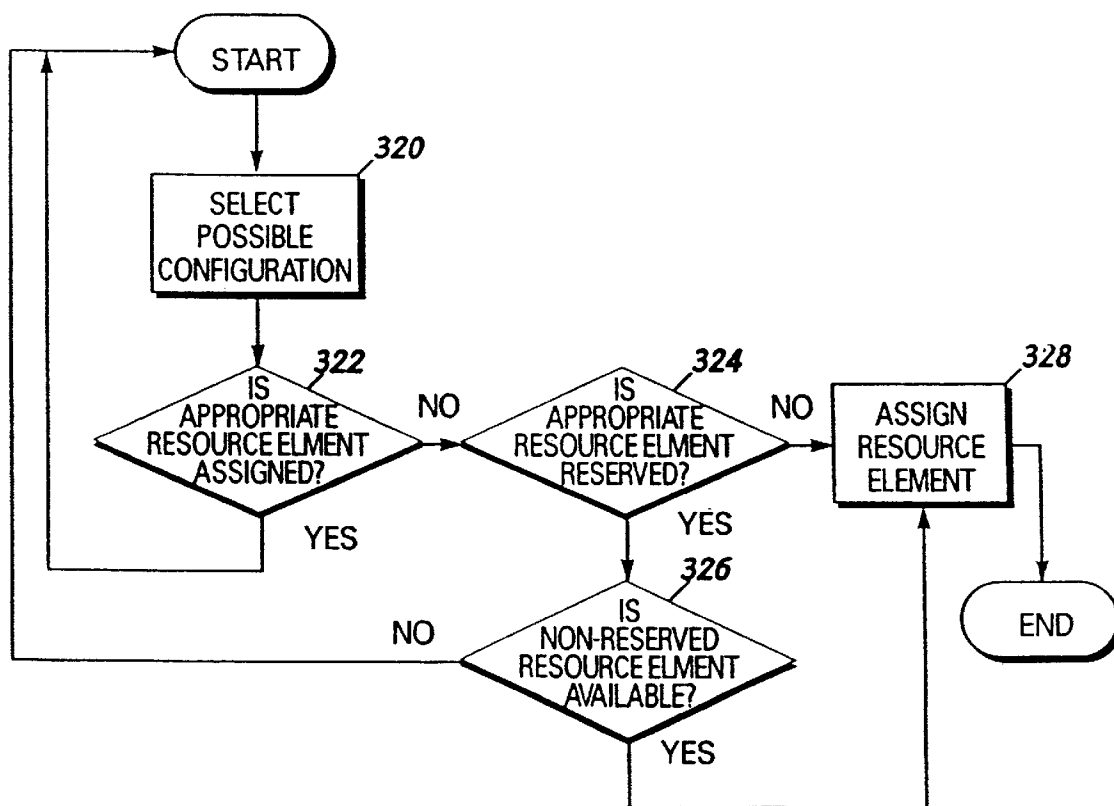 START
320
SELECT
POSSIBLE
CONFIGURATION
322
IS
APPROPRIATE
RESOURCE ELMENT
ASSIGNED?
NO
YES
324
IS
APPROPRIATE
RESOURCE ELMENT
RESERVED?
NO
YES
328
ASSIGN
RESOURCE
ELEMENT
326
IS
NON-RESERVED
RESOURCE ELMENT
AVAILABLE?
NO
YES
END